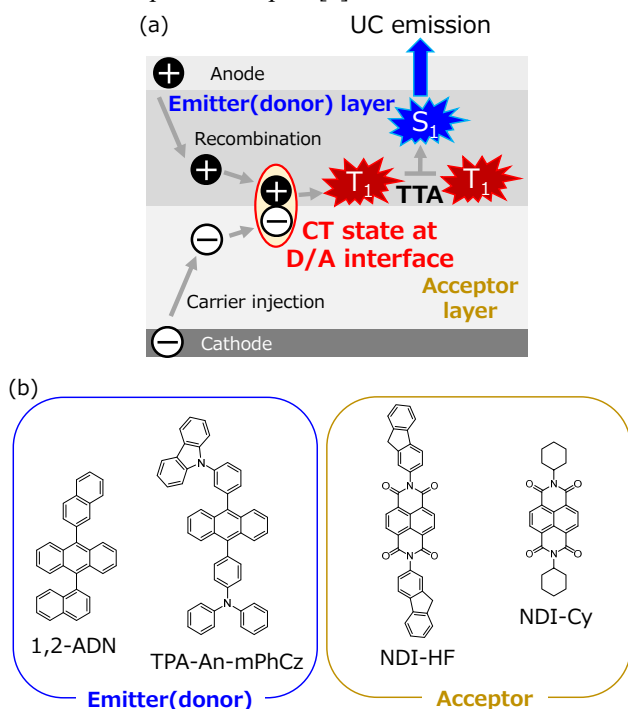 (a)
UC emission
Anode
Emitter(donor) layer
S1
Recombination
T1
TTA
T1
CT state at
D/A interface
Carrier injection
Acceptor
layer
Cathode
(b)
N
N
1,2-ADN
TPA-An-mPhCz
Emitter(donor)
O N O
O N O
NDI-HF
O N O
O N O
NDI-Cy
Acceptor